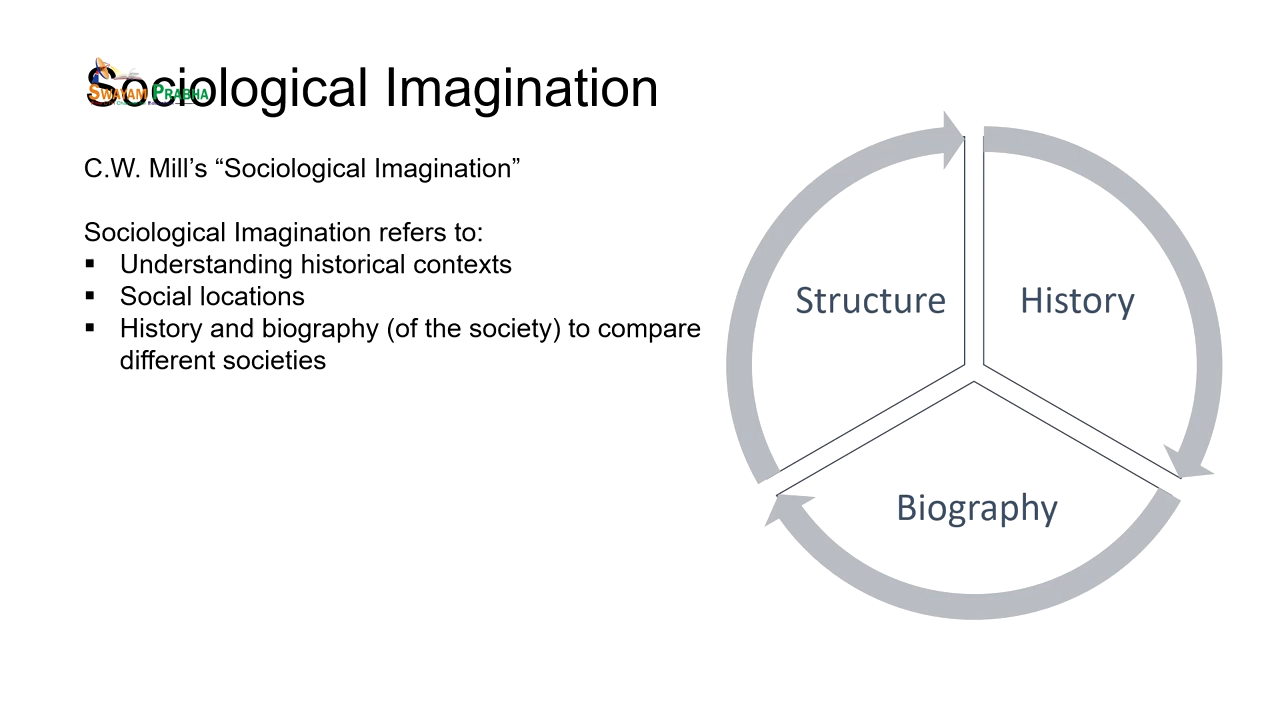 Sociological Imagination
SWAYAM PRABHA
C.W. Mill’s “Sociological Imagination”
Sociological Imagination refers to:
▪ Understanding historical contexts
▪ Social locations
▪ History and biography (of the society) to compare
different societies
Structure
History
Biography